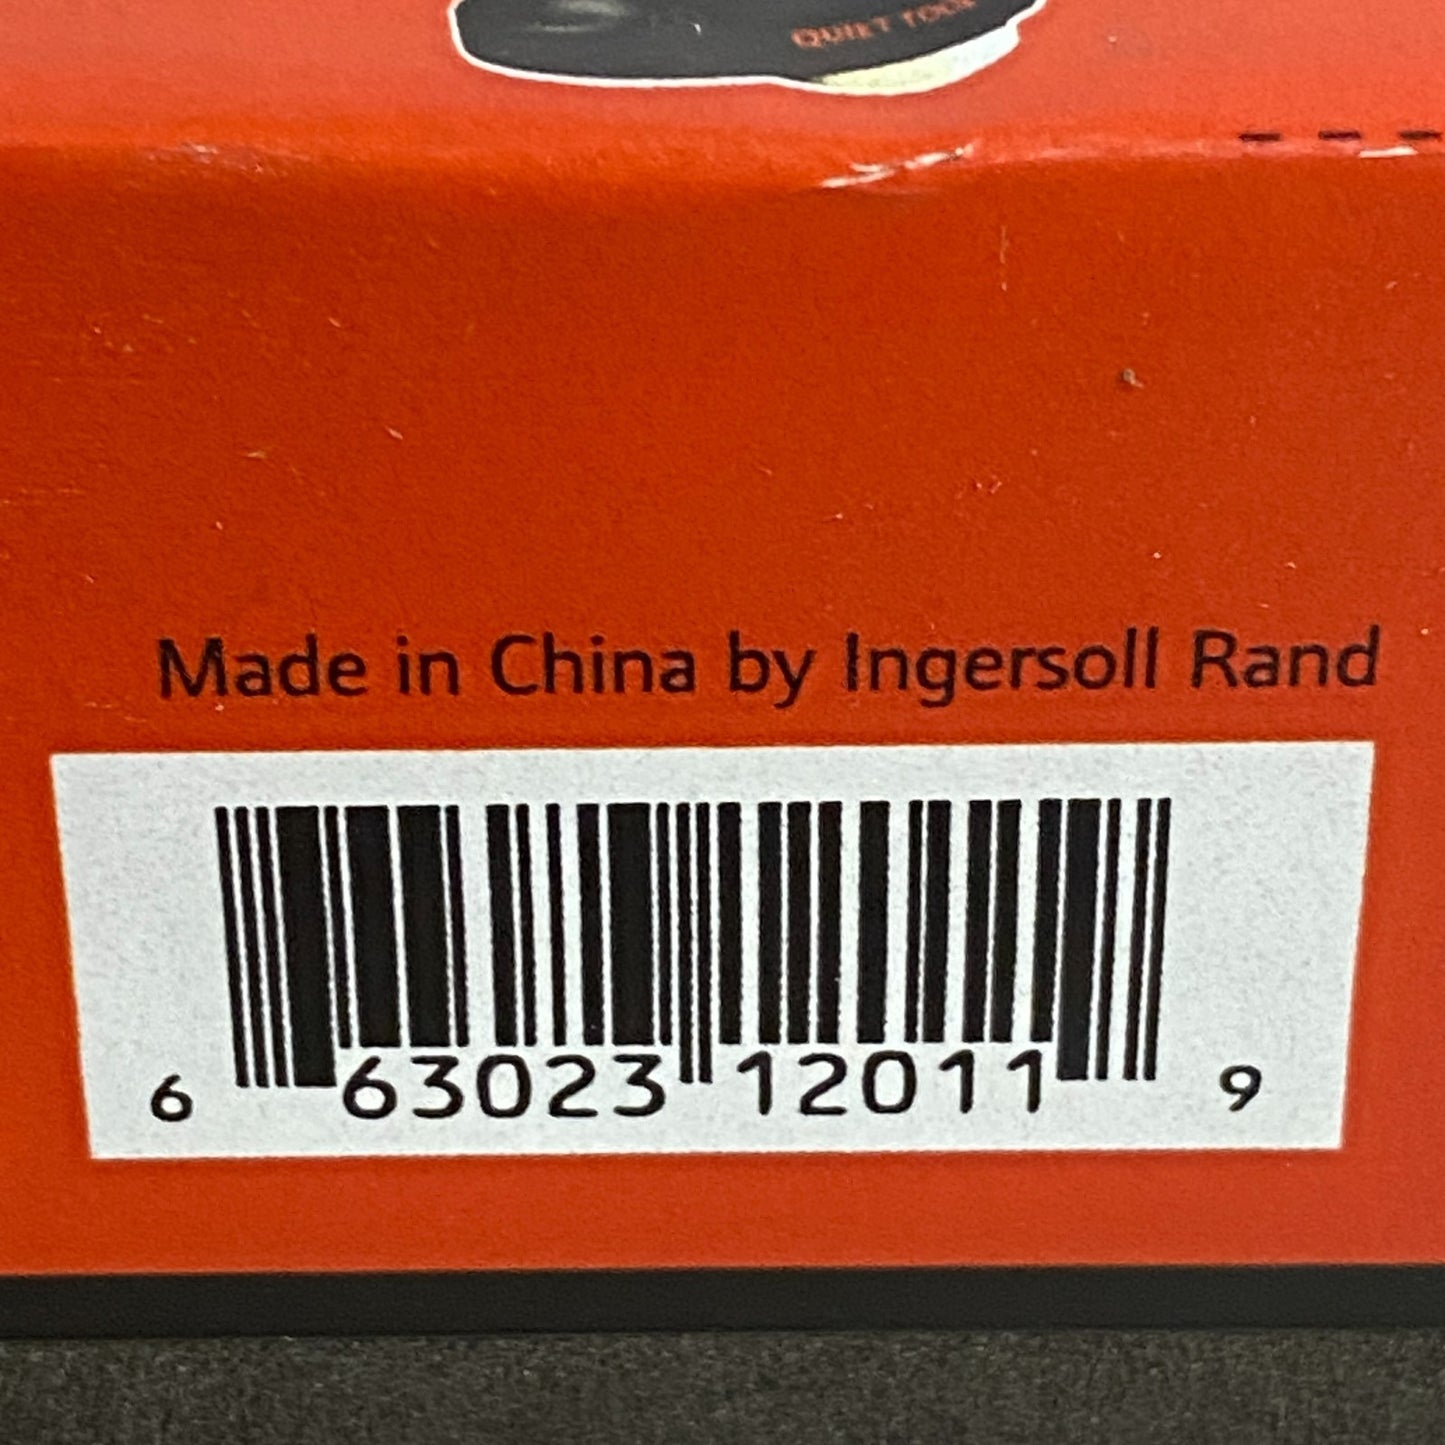 QUIET TOOL
Made in China by Ingersoll Rand
6 63023 12011 9